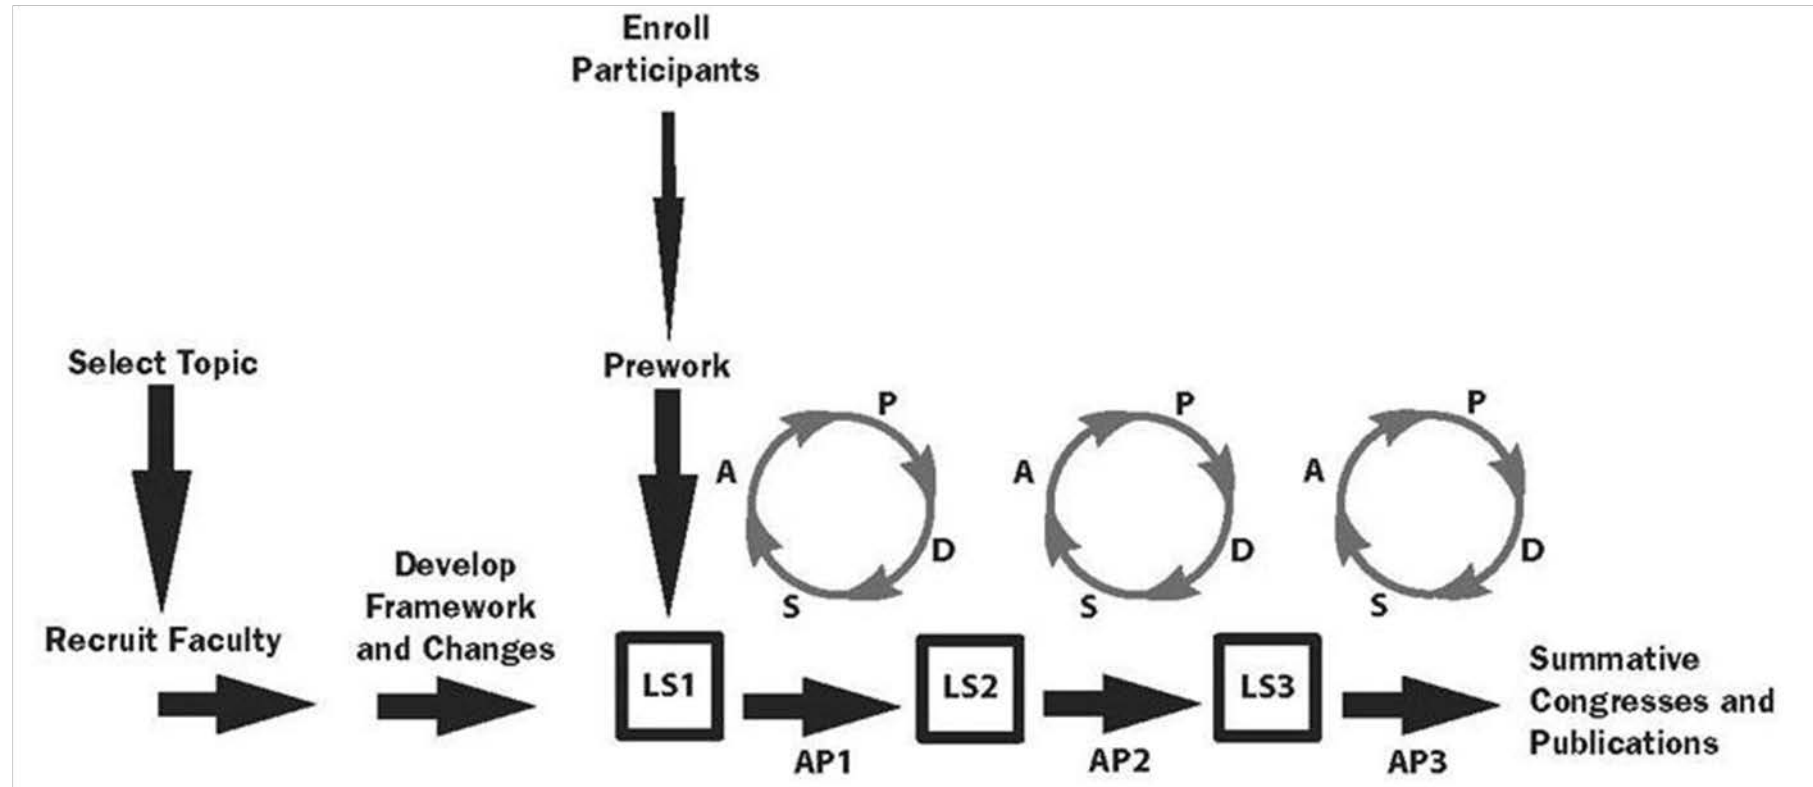 Enroll
Participants
Select Topic
Prework
Recruit Faculty
Develop
Framework
and Changes
P
A
D
S
P
A
D
S
P
A
D
S
LS1
AP1
LS2
AP2
LS3
AP3
Summative
Congresses and
Publications